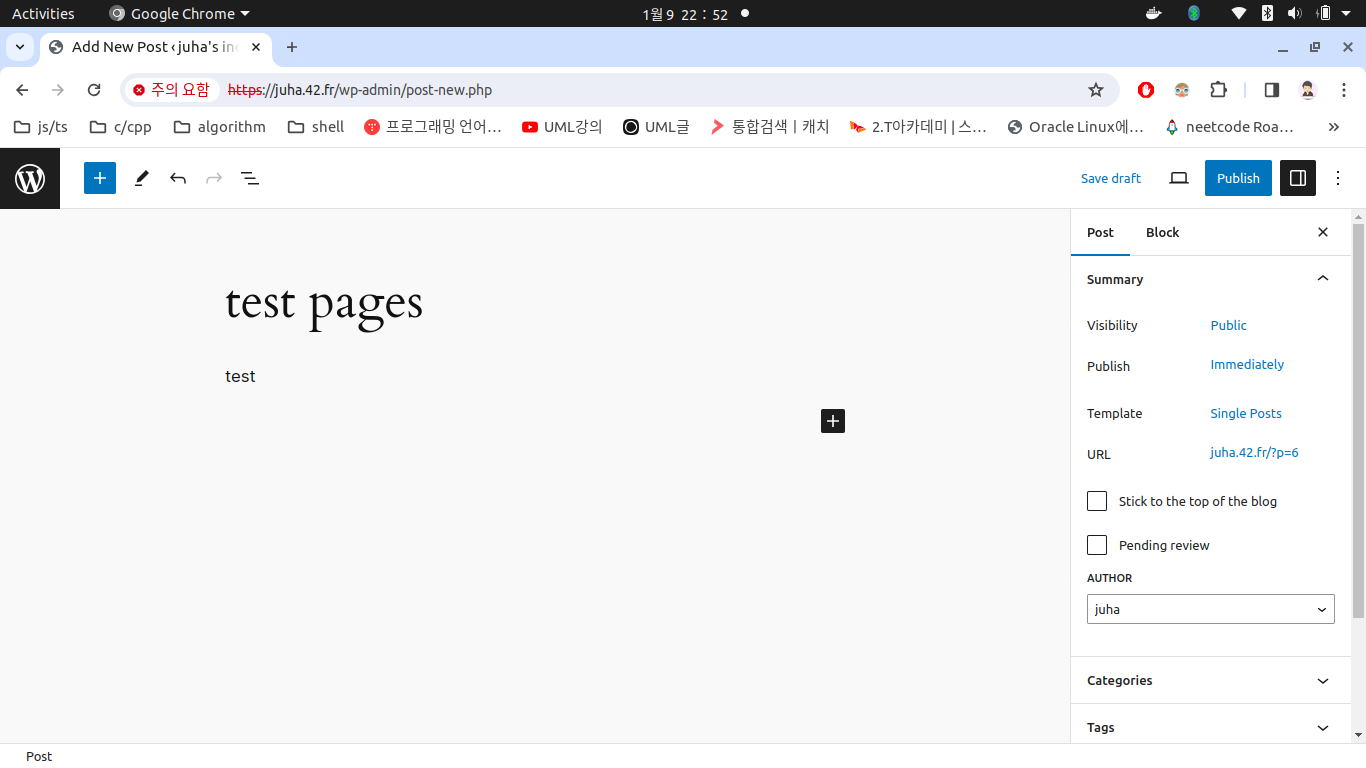 Activities Google Chrome 1월 9 22 : 52
Add New Post ‹ juha's in
주의 요함 https://juha.42.fr/wp-admin/post-new.php
js/ts c/cpp algorithm shell 프로그래밍 언어… UML강의 UML글 통합검색 | 캐치 2.T아카데미 | 스… Oracle Linux에… neetcode Roa… »
Save draft Publish
Post Block
Summary
test pages
Visibility Public
Publish Immediately
test
Template Single Posts
URL juha.42.fr/?p=6
Stick to the top of the blog
Pending review
AUTHOR
juha
Categories
Tags
Post